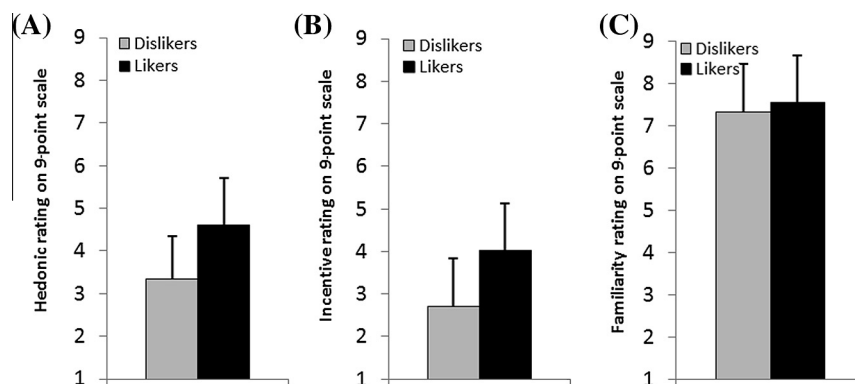 (A)
Hedonic rating on 9-point scale
9
8
7
6
5
4
3
2
1
Dislikers
Likers
(B)
Incentive rating on 9-point scale
9
8
7
6
5
4
3
2
1
Dislikers
Likers
(C)
Familiarity rating on 9-point scale
9
8
7
6
5
4
3
2
1
Dislikers
Likers